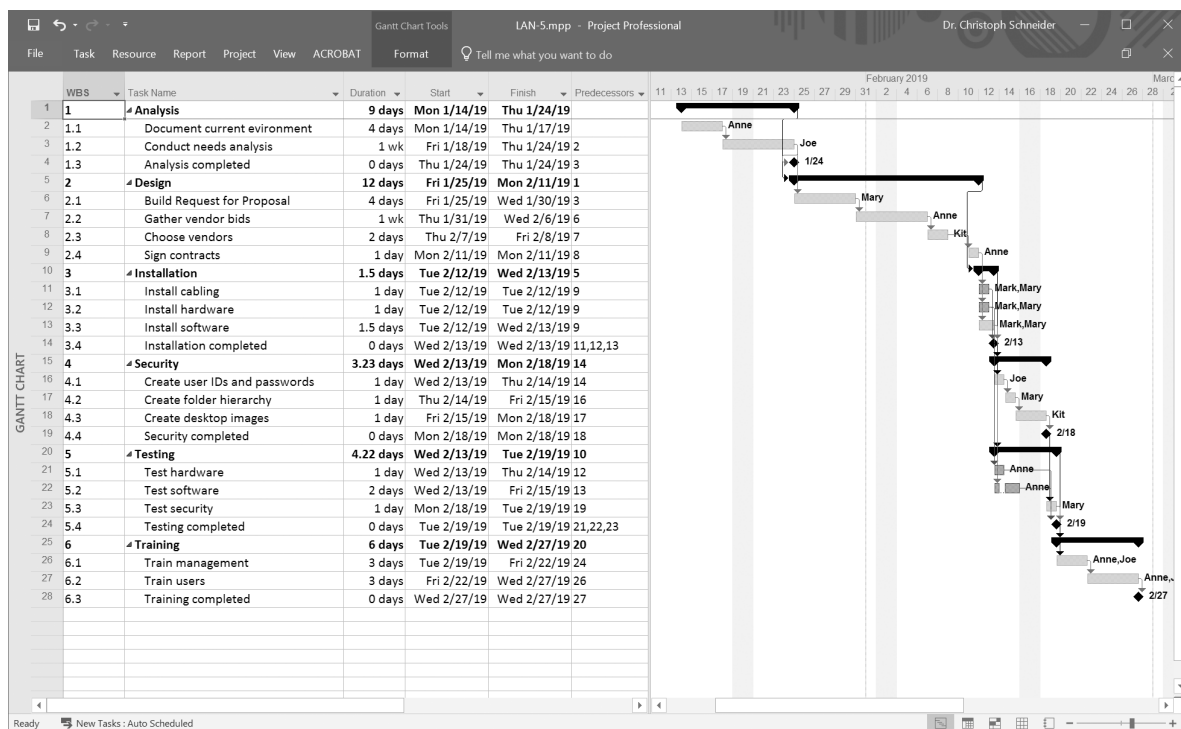 Gantt Chart Tools LAN-5.mpp - Project Professional Dr. Christoph Schneider
File Task Resource Report Project View ACROBAT Format Tell me what you want to do
February 2019
WBS Task Name Duration Start Finish Predecessors 11 13 15 17 19 21 23 25 27 29 31 2 4 6 8 10 12 14 16 18 20 22 24 26 28
1 1 Analysis 9 days Mon 1/14/19 Thu 1/24/19
2 1.1 Document current evironment 4 days Mon 1/14/19 Thu 1/17/19 Anne
3 1.2 Conduct needs analysis 1 wk Fri 1/18/19 Thu 1/24/19 2 Joe
4 1.3 Analysis completed 0 days Thu 1/24/19 Thu 1/24/19 3 1/24
5 2 Design 12 days Fri 1/25/19 Mon 2/11/19 1
6 2.1 Build Request for Proposal 4 days Fri 1/25/19 Wed 1/30/19 3 Mary
7 2.2 Gather vendor bids 1 wk Thu 1/31/19 Wed 2/6/19 6 Anne
8 2.3 Choose vendors 2 days Thu 2/7/19 Fri 2/8/19 7 Kit
9 2.4 Sign contracts 1 day Mon 2/11/19 Mon 2/11/19 8 Anne
10 3 Installation 1.5 days Tue 2/12/19 Wed 2/13/19 5
11 3.1 Install cabling 1 day Tue 2/12/19 Tue 2/12/19 9 Mark,Mary
12 3.2 Install hardware 1 day Tue 2/12/19 Tue 2/12/19 9 Mark,Mary
13 3.3 Install software 1.5 days Tue 2/12/19 Wed 2/13/19 9 Mark,Mary
14 3.4 Installation completed 0 days Wed 2/13/19 Wed 2/13/19 11,12,13 2/13
15 4 Security 3.23 days Wed 2/13/19 Mon 2/18/19 14
16 4.1 Create user IDs and passwords 1 day Wed 2/13/19 Thu 2/14/19 14 Joe
17 4.2 Create folder hierarchy 1 day Thu 2/14/19 Fri 2/15/19 16 Mary
18 4.3 Create desktop images 1 day Fri 2/15/19 Mon 2/18/19 17 Kit
19 4.4 Security completed 0 days Mon 2/18/19 Mon 2/18/19 18 2/18
20 5 Testing 4.22 days Wed 2/13/19 Tue 2/19/19 10
21 5.1 Test hardware 1 day Wed 2/13/19 Thu 2/14/19 12 Anne
22 5.2 Test software 2 days Wed 2/13/19 Fri 2/15/19 13 Anne
23 5.3 Test security 1 day Mon 2/18/19 Tue 2/19/19 19 Mary
24 5.4 Testing completed 0 days Tue 2/19/19 Tue 2/19/19 21,22,23 2/19
25 6 Training 6 days Tue 2/19/19 Wed 2/27/19 20
26 6.1 Train management 3 days Tue 2/19/19 Fri 2/22/19 24 Anne,Joe
27 6.2 Train users 3 days Fri 2/22/19 Wed 2/27/19 26 Anne,
28 6.3 Training completed 0 days Wed 2/27/19 Wed 2/27/19 27 2/27
GANTT CHART
Ready New Tasks : Auto Scheduled